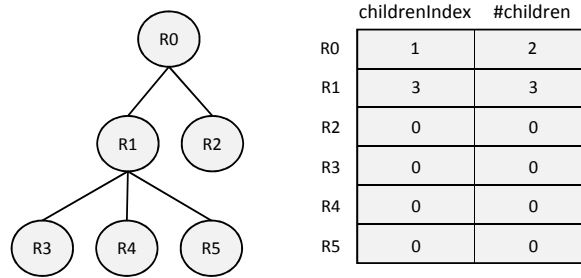 childrenIndex #children
R0
R1 R2
R3 R4 R5
R0 1 2
R1 3 3
R2 0 0
R3 0 0
R4 0 0
R5 0 0